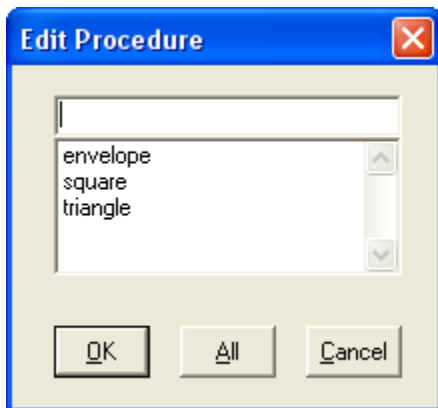 Edit Procedure
envelope
square
triangle
OK All Cancel